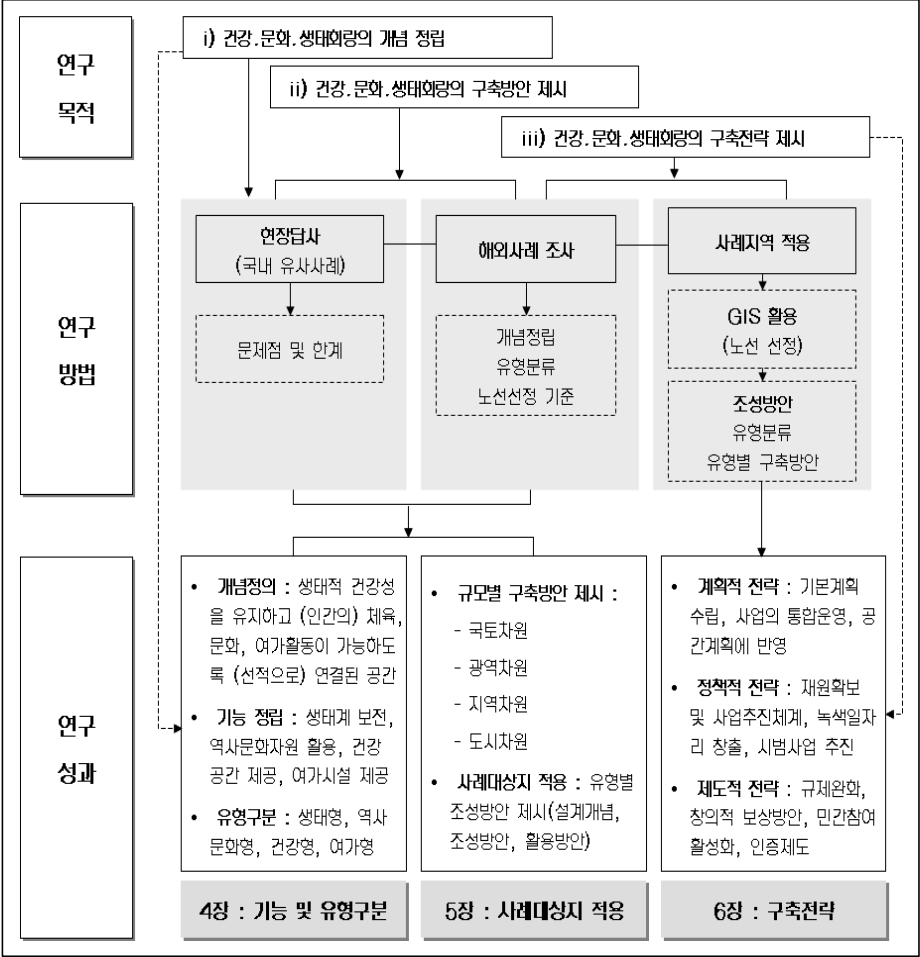 연구
목적
i) 건강.문화.생태회랑의 개념 정립
ii) 건강.문화.생태회랑의 구축방안 제시
iii) 건강.문화.생태회랑의 구축전략 제시
연구
방법
현장답사
(국내 유사사례)
문제점 및 한계
해외사례 조사
개념정립
유형분류
노선선정 기준
사례지역 적용
GIS 활용
(노선 선정)
조성방안
유형분류
유형별 구축방안
연구
성과
• 개념정의 : 생태적 건강성
을 유지하고 (인간의) 체육,
문화, 여가활동이 가능하도
록 (선적으로) 연결된 공간
• 기능 정립 : 생태계 보전,
역사문화자원 활용, 건강
공간 제공, 여가시설 제공
• 유형구분 : 생태형, 역사
문화형, 건강형, 여가형
4장 : 기능 및 유형구분
• 규모별 구축방안 제시 :
- 국토차원
- 광역차원
- 지역차원
- 도시차원
• 사례대상지 적용 : 유형별
조성방안 제시(설계개념,
조성방안, 활용방안)
5장 : 사례대상지 적용
• 계획적 전략 : 기본계획
수립, 사업의 통합운영, 공
간계획에 반영
• 정책적 전략 : 재원확보
및 사업추진체계, 녹색일자
리 창출, 시범사업 추진
• 제도적 전략 : 규제완화,
창의적 보상방안, 민간참여
활성화, 인증제도
6장 : 구축전략